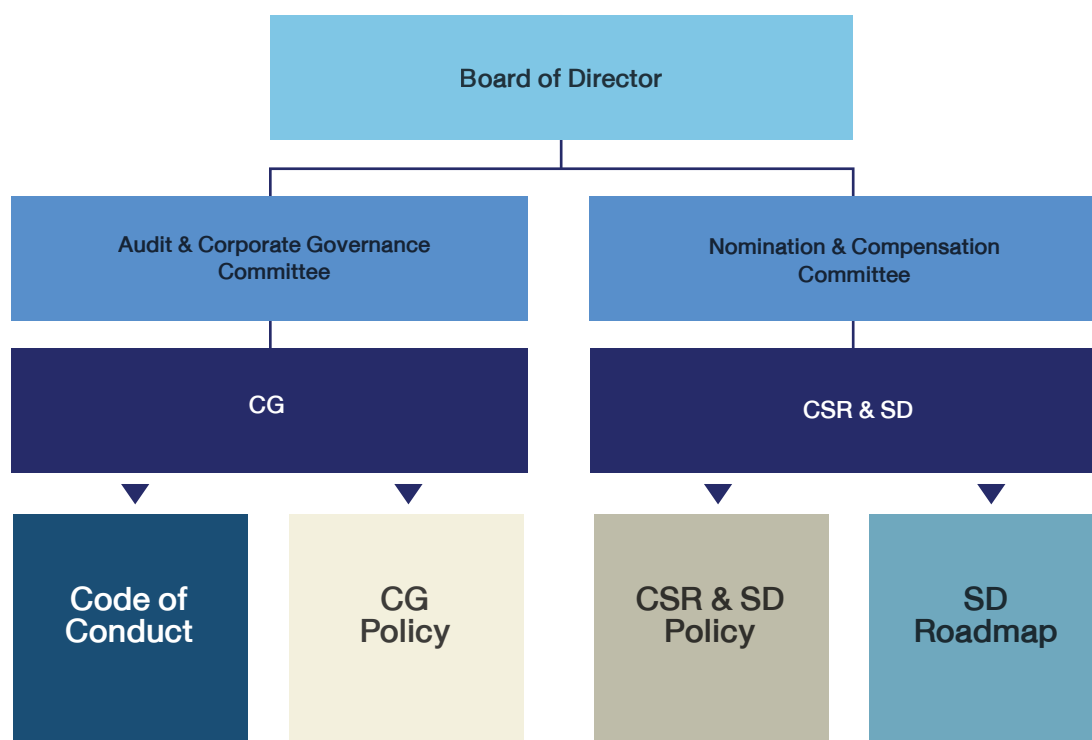 Board of Director
Audit & Corporate Governance
Committee
Nomination & Compensation
Committee
CG
CSR & SD
Code of
Conduct
CG
Policy
CSR & SD
Policy
SD
Roadmap